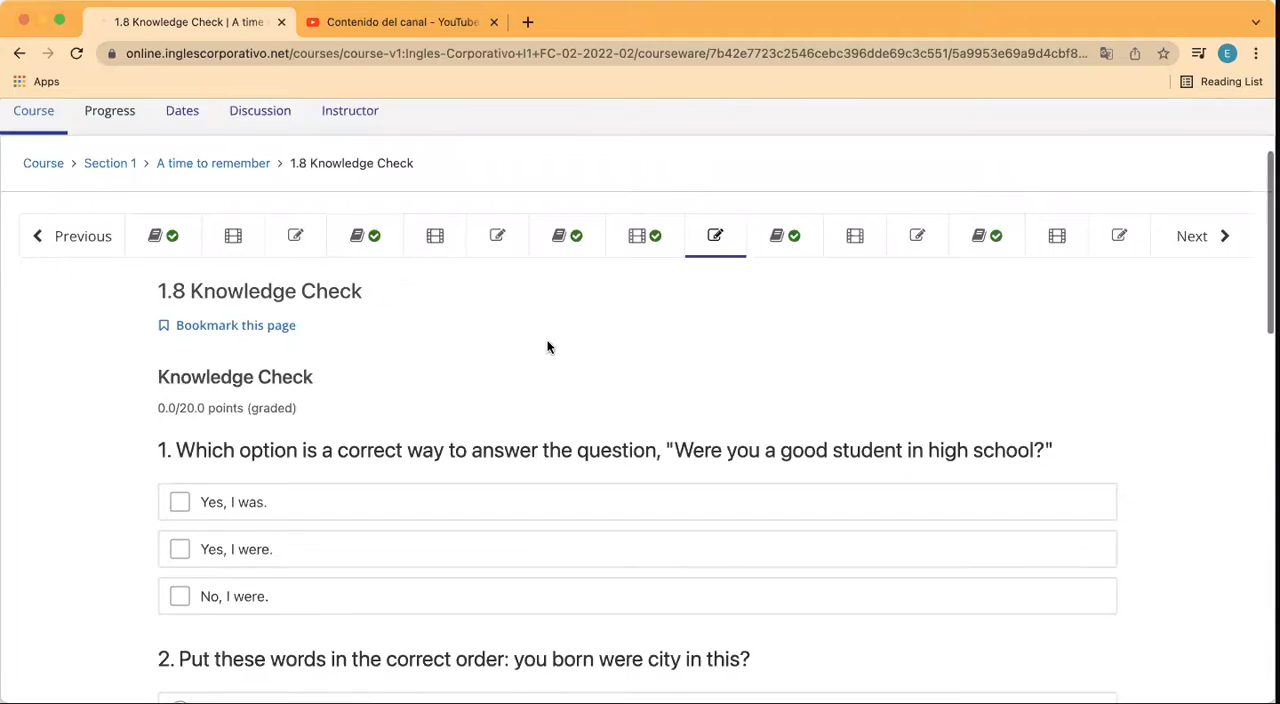 1.8 Knowledge Check | A time
Contenido del canal - YouTube
online.inglescorporativo.net/courses/course-v1:Ingles-Corporativo+I1+FC-02-2022-02/courseware/7b42e7723c2546cebc396dde69c3c551/5a9953e69a9d4cbf8...
E
Apps
Reading List
Course Progress Dates Discussion Instructor
Course > Section 1 > A time to remember > 1.8 Knowledge Check
Previous
Next
1.8 Knowledge Check
Bookmark this page
Knowledge Check
0.0/20.0 points (graded)
1. Which option is a correct way to answer the question, "Were you a good student in high school?"
Yes, I was.
Yes, I were.
No, I were.
2. Put these words in the correct order: you born were city in this?